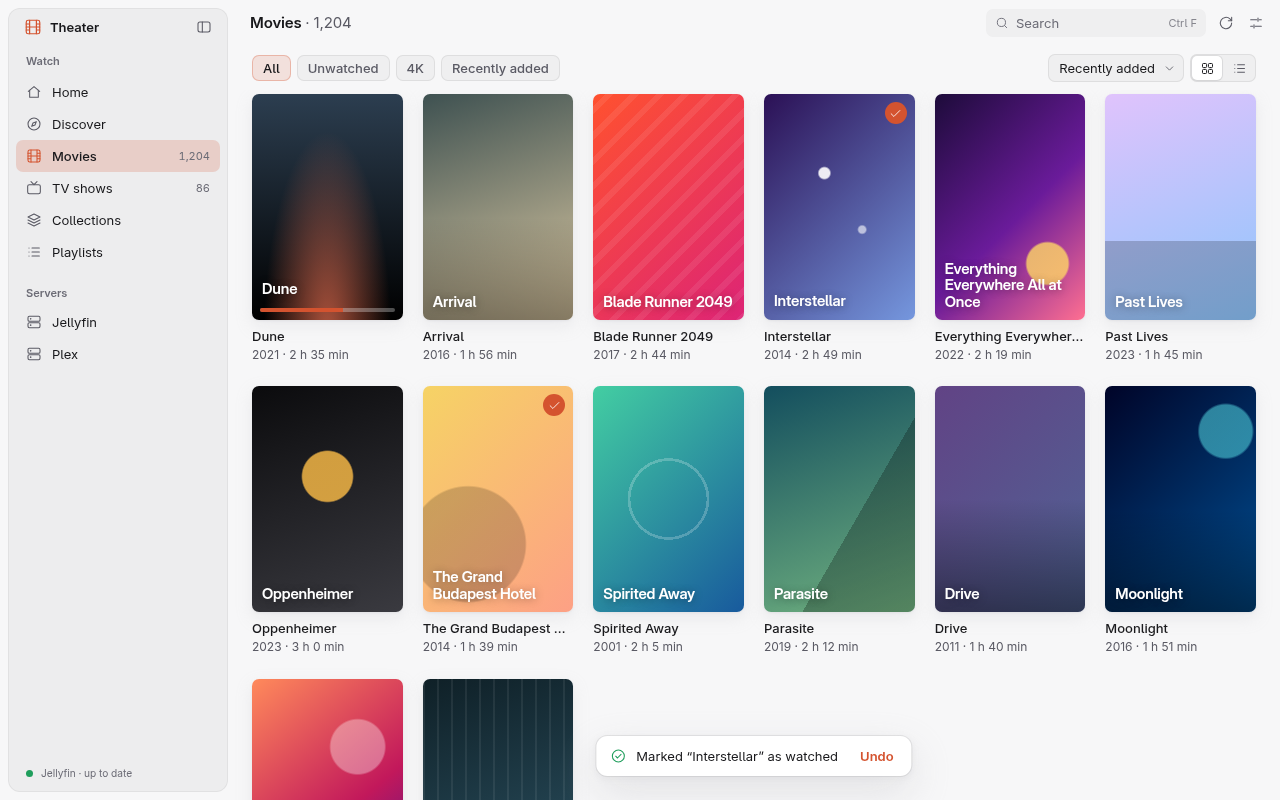 Theater
Watch
Home
Discover
Movies 1,204
TV shows 86
Collections
Playlists
Servers
Jellyfin
Plex
Jellyfin · up to date
Movies · 1,204
Search Ctrl F
All Unwatched 4K Recently added
Recently added
Dune
Arrival
Blade Runner 2049
Interstellar
Everything
Everywhere All at
Once
Past Lives
Dune
2021 · 2 h 35 min
Arrival
2016 · 1 h 56 min
Blade Runner 2049
2017 · 2 h 44 min
Interstellar
2014 · 2 h 49 min
Everything Everywher…
2022 · 2 h 19 min
Past Lives
2023 · 1 h 45 min
Oppenheimer
The Grand
Budapest Hotel
Spirited Away
Parasite
Drive
Moonlight
Oppenheimer
2023 · 3 h 0 min
The Grand Budapest …
2014 · 1 h 39 min
Spirited Away
2001 · 2 h 5 min
Parasite
2019 · 2 h 12 min
Drive
2011 · 1 h 40 min
Moonlight
2016 · 1 h 51 min
Marked “Interstellar” as watched Undo